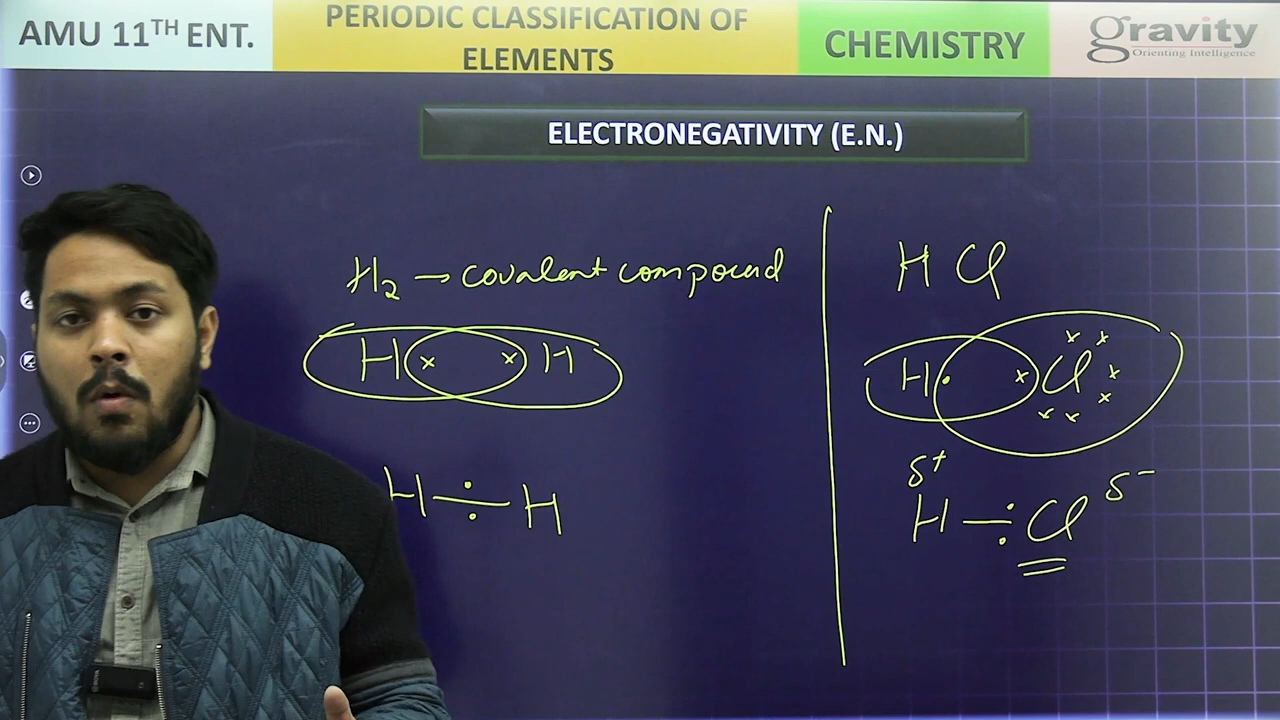 AMU 11TH ENT.
PERIODIC CLASSIFICATION OF
ELEMENTS
CHEMISTRY
gravity
Orienting Intelligence
ELECTRONEGATIVITY (E.N.)
H₂ → covalent compound
H x x H
H —:— H
H Cl
H • x Cl x x x x x x
δ+ δ-
H —: Cl